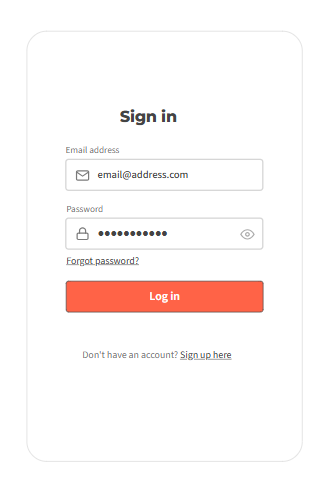 Sign in
Email address
email@address.com
Password
●●●●●●●●●●●
Forgot password?
Log in
Don't have an account? Sign up here